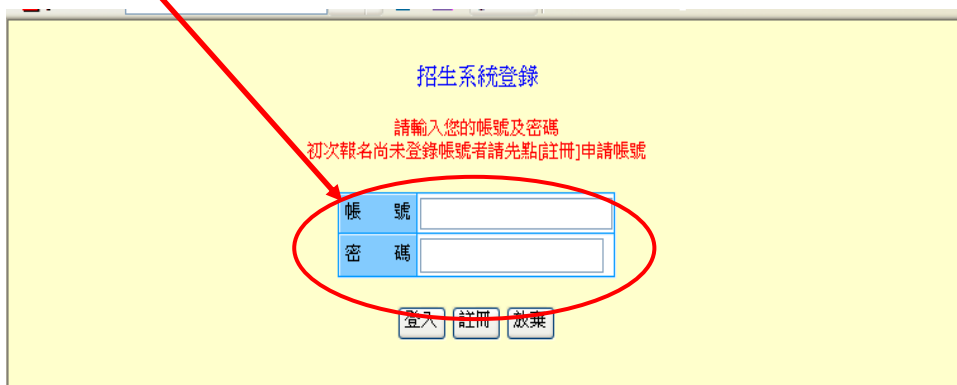 招生系統登錄
請輸入您的帳號及密碼
初次報名尚未登錄帳號者請先點[註冊]申請帳號
帳 號
密 碼
登入 註冊 放棄